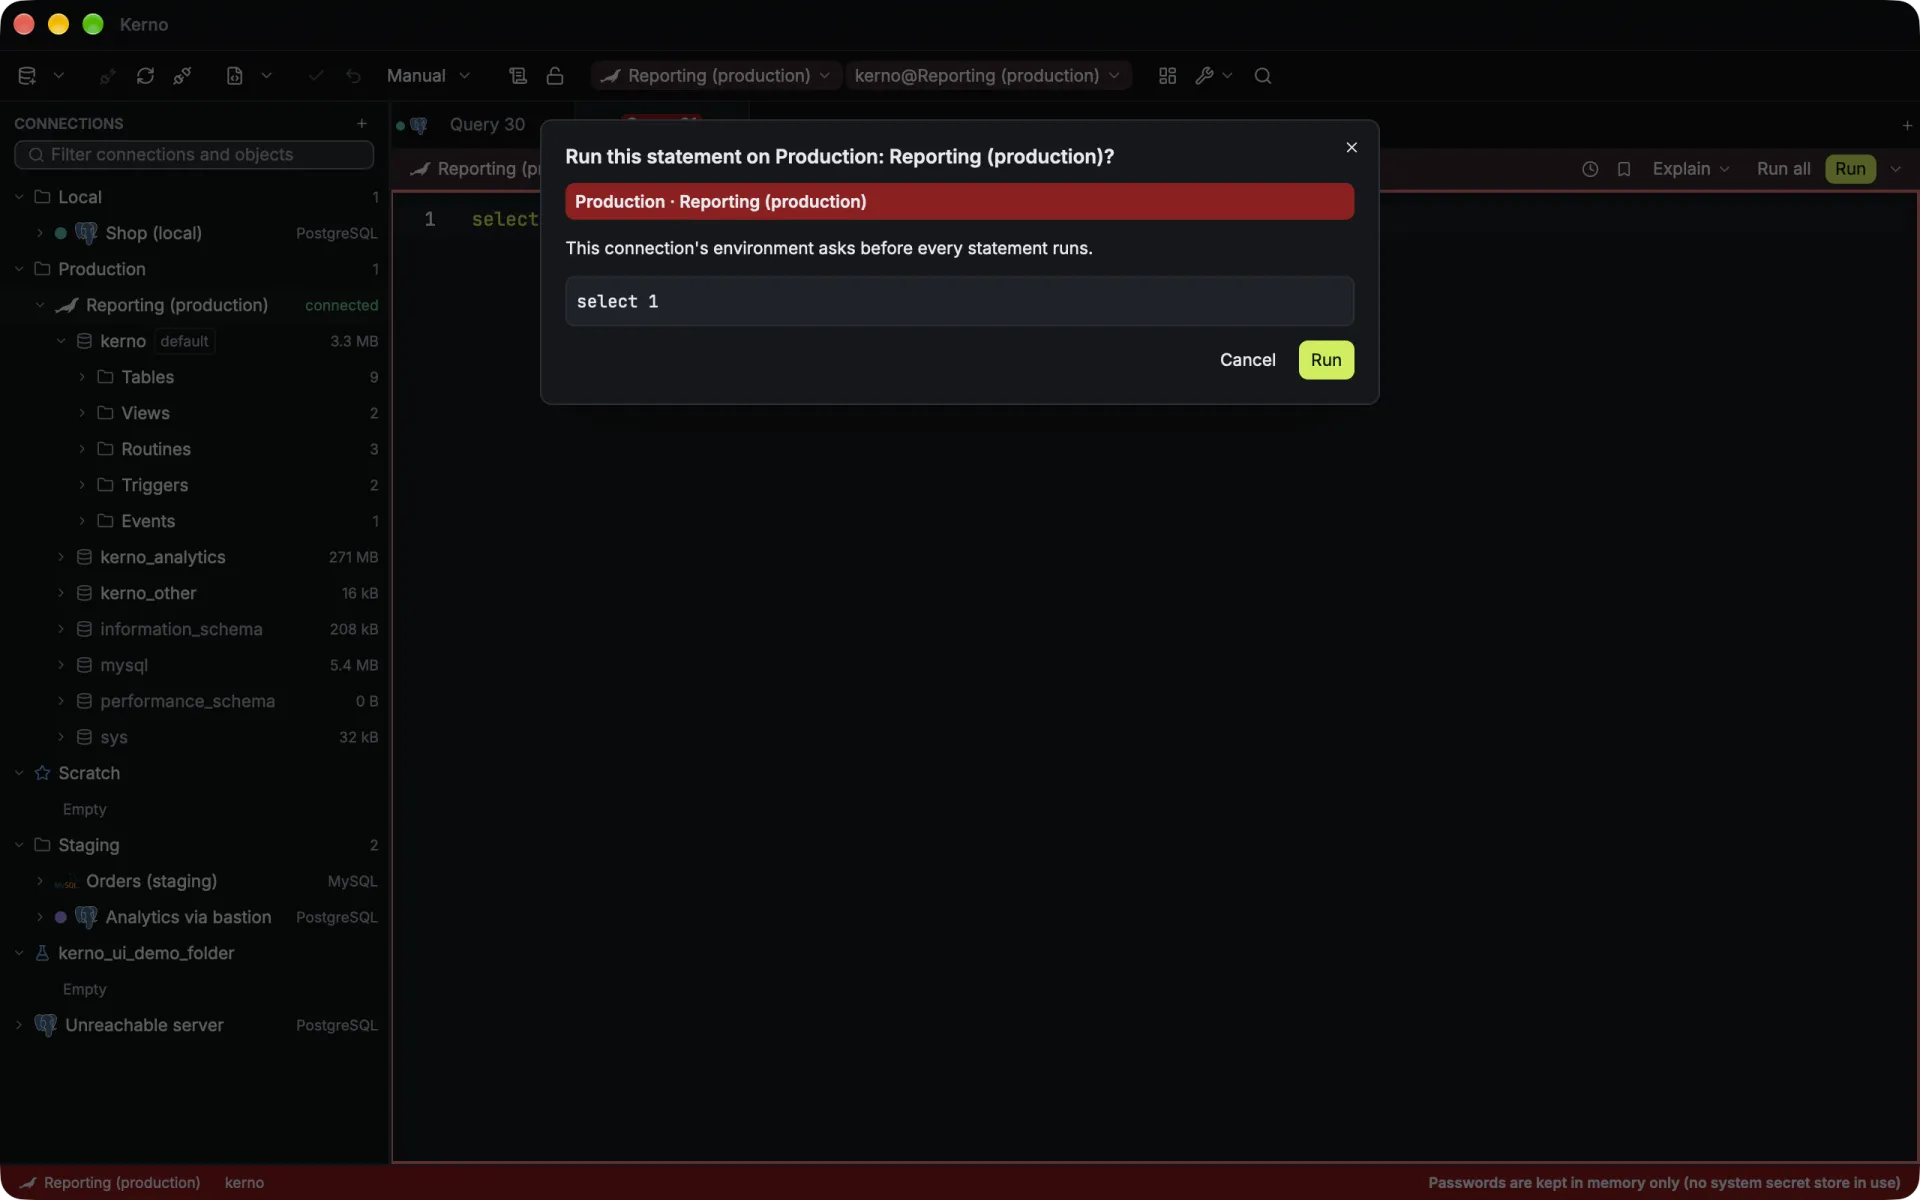 Kerno
Manual
Reporting (production)
kerno@Reporting (production)
CONNECTIONS
Filter connections and objects
Local 1
Shop (local) PostgreSQL
Production 1
Reporting (production) connected
kerno default 3.3 MB
Tables 9
Views 2
Routines 3
Triggers 2
Events 1
kerno_analytics 271 MB
kerno_other 16 kB
information_schema 208 kB
mysql 5.4 MB
performance_schema 0 B
sys 32 kB
Scratch
Empty
Staging 2
Orders (staging) MySQL
Analytics via bastion PostgreSQL
kerno_ui_demo_folder
Empty
Unreachable server PostgreSQL
Query 30
Reporting (p
Explain
Run all
Run
1 select
Run this statement on Production: Reporting (production)?
Production · Reporting (production)
This connection's environment asks before every statement runs.
select 1
Cancel
Run
Reporting (production) kerno
Passwords are kept in memory only (no system secret store in use)